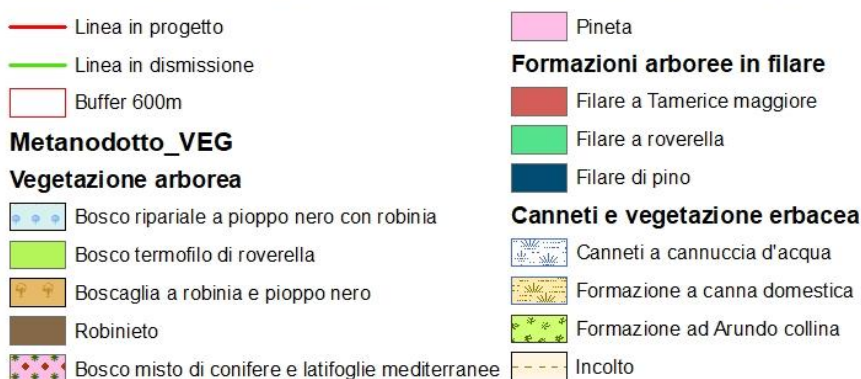 Linea in progetto
Linea in dismissione
Buffer 600m
Metanodotto_VEG
Vegetazione arborea
Bosco ripariale a pioppo nero con robinia
Bosco termofilo di roverella
Boscaglia a robinia e pioppo nero
Robinieto
Bosco misto di conifere e latifoglie mediterranee
Pineta
Formazioni arboree in filare
Filare a Tamerice maggiore
Filare a roverella
Filare di pino
Canneti e vegetazione erbacea
Canneti a cannuccia d'acqua
Formazione a canna domestica
Formazione ad Arundo collina
Incolto